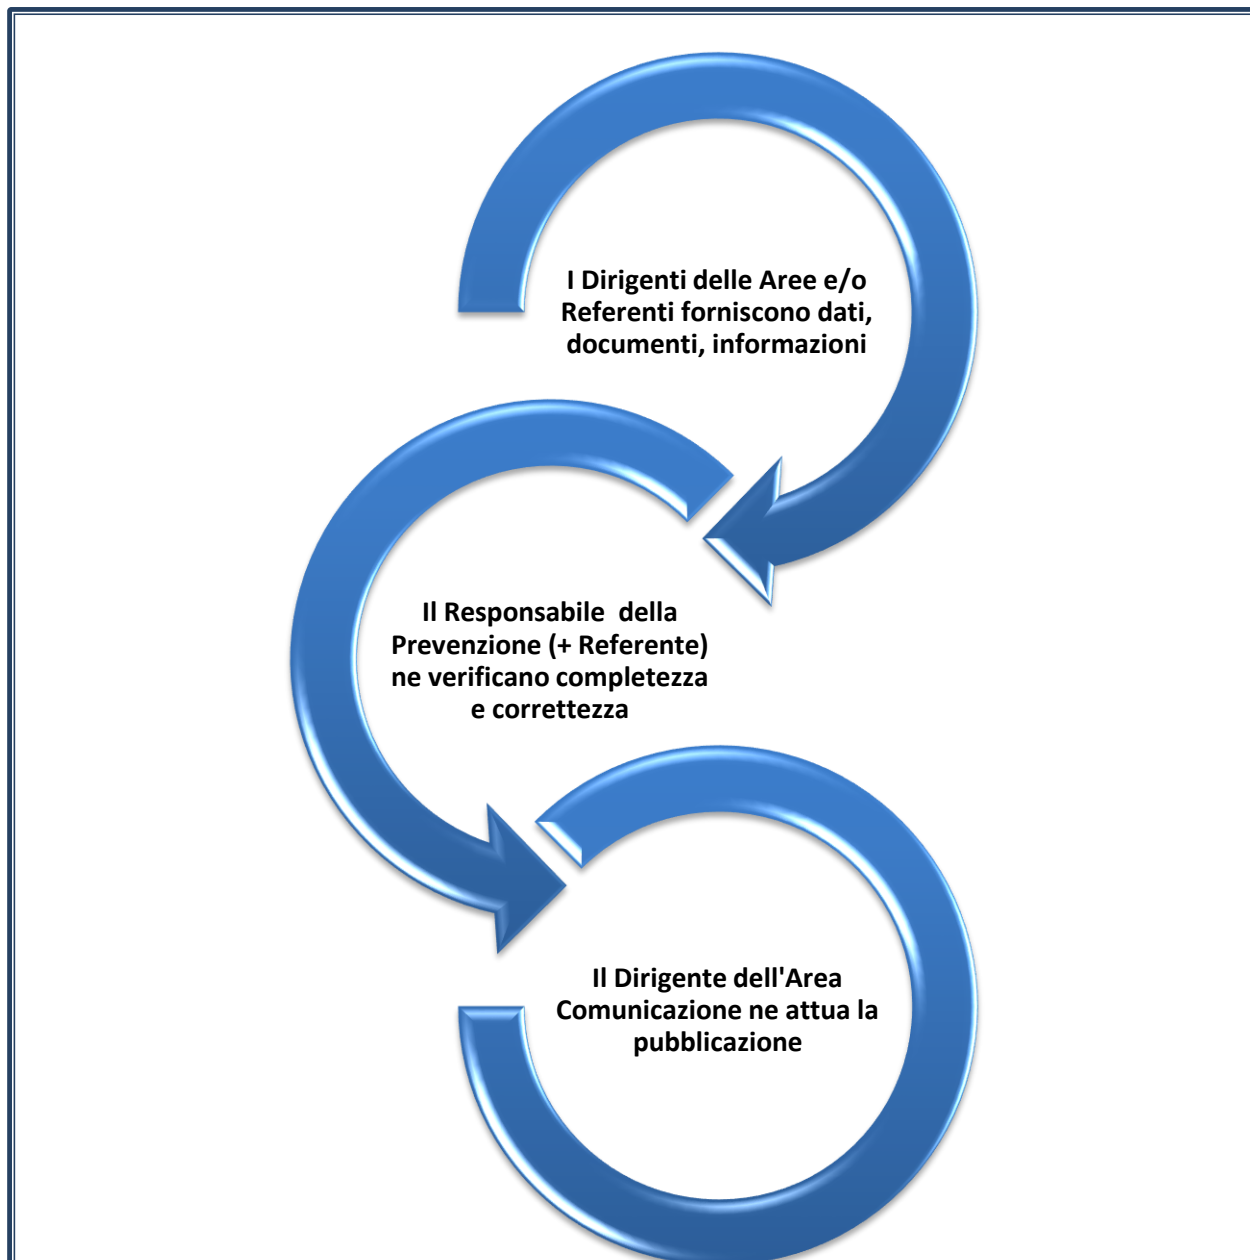 I Dirigenti delle Aree e/o
Referenti forniscono dati,
documenti, informazioni
Il Responsabile  della
Prevenzione (+ Referente)
ne verificano completezza
e correttezza
Il Dirigente dell'Area
Comunicazione ne attua la
pubblicazione